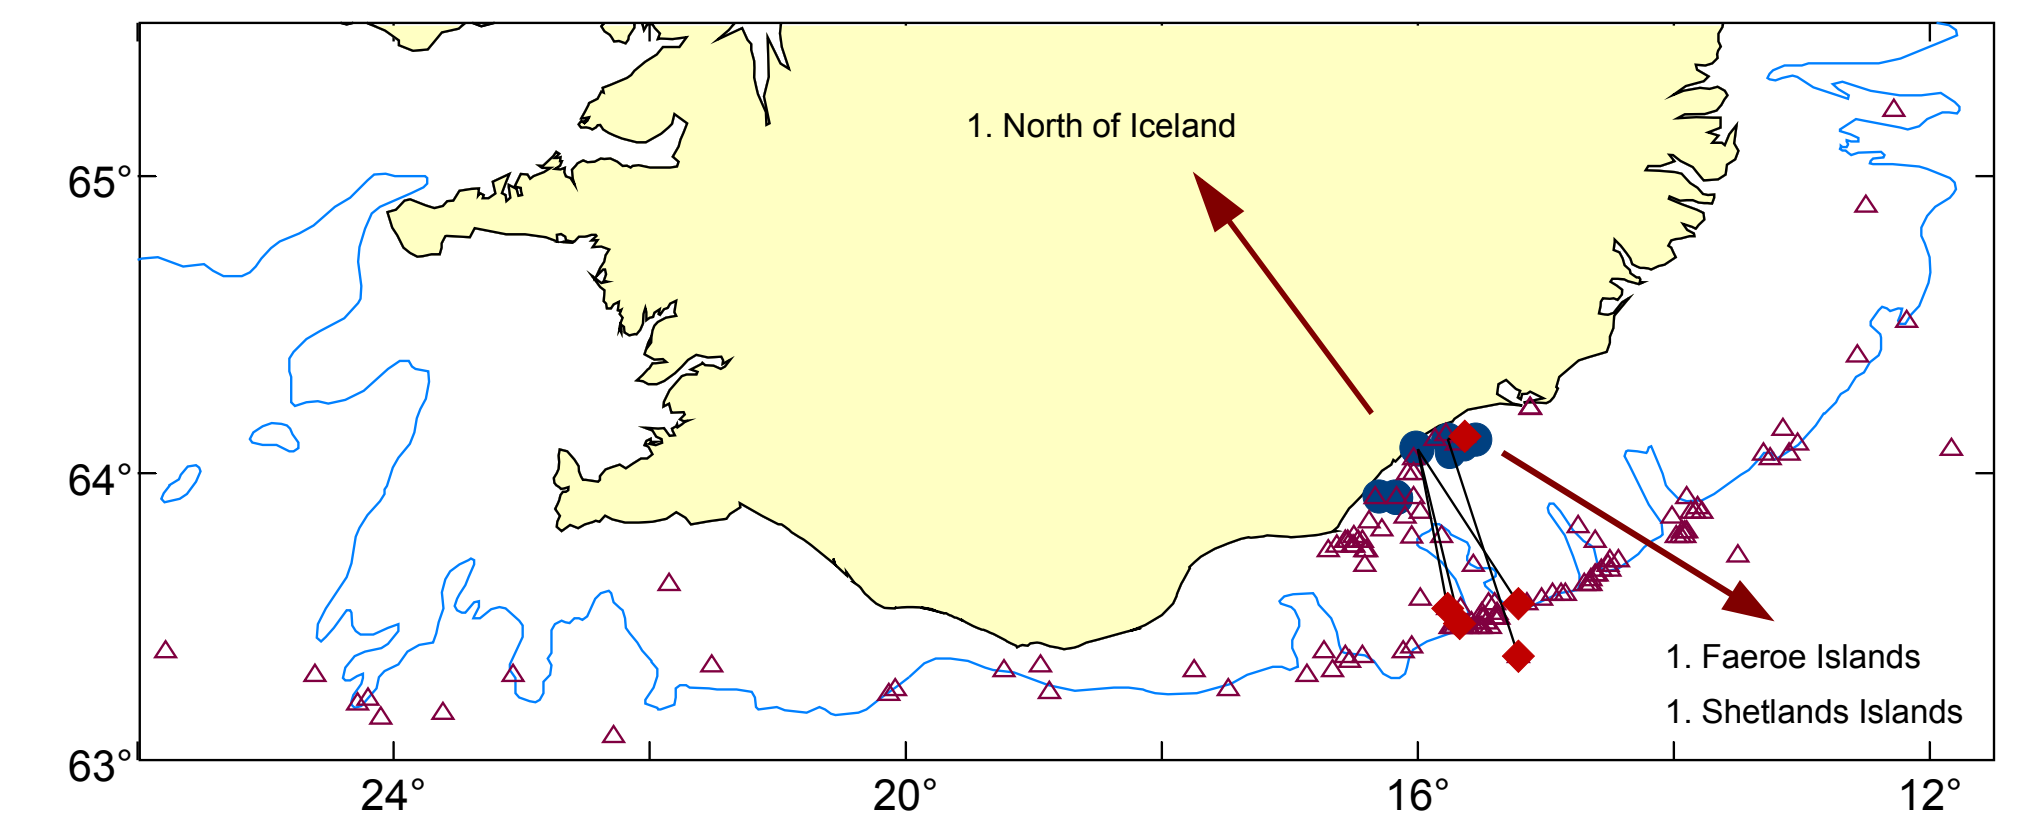 1. North of Iceland
65°
64°
1. Faeroe Islands
1. Shetlands Islands
63°
24°
20°
16°
12°